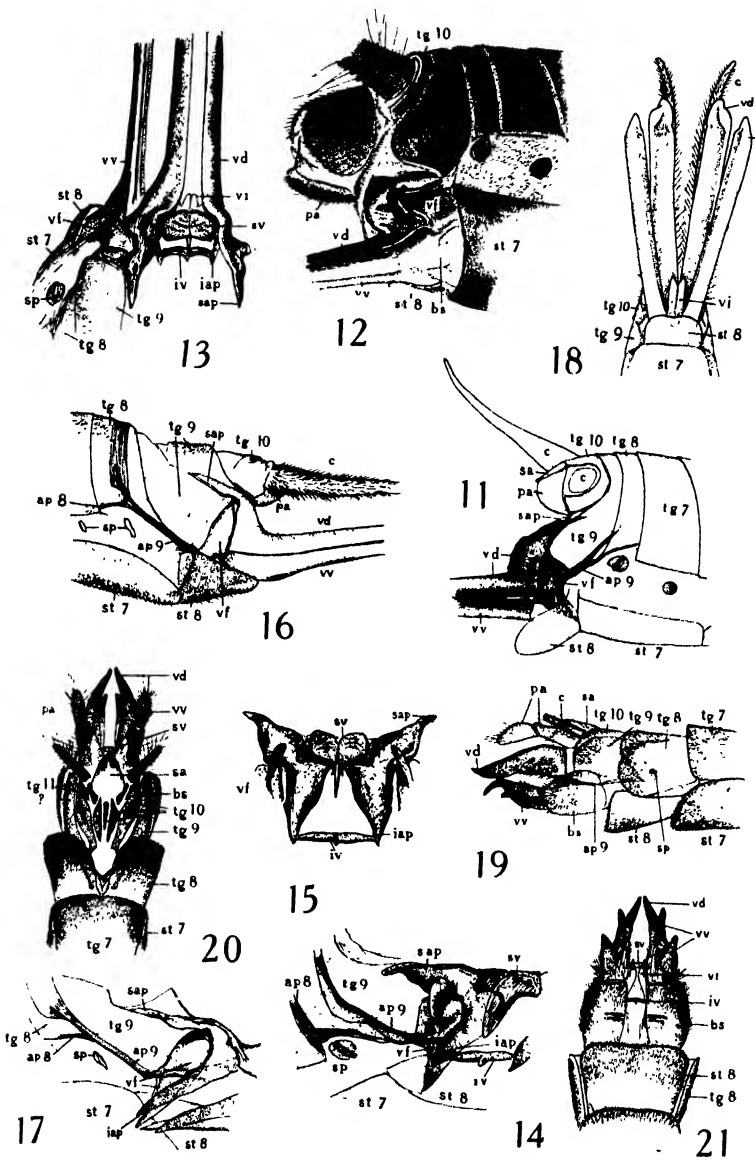 vv
vd
st 8
vf
vi
st 7
sv
sp
iv
iap
tg 9
sap
tg 8
13
tg 10
pa
vf
vd
st 7
vv
st 8
bs
12
c
vd
tg 10
vi
tg 9
st 8
st 7
18
tg 8
tg 9
sap
tg 10
c
ap 8
pa
sp
vd
ap 9
vv
st 7
st 8
vf
16
c
tg 10
tg 8
sa
c
pa
tg 7
sap
tg 9
vd
vf
ap 9
vv
st 8
st 7
11
vd
pa
vv
sv
sa
tg 11
?
bs
tg 10
tg 9
tg 8
st 7
tg 7
20
sv
sap
vf
iap
iv
15
pa
c
sa
tg 10
tg 9
tg 8
tg 7
vd
vv
bs
ap 9
st 8
sp
st 7
19
sap
tg 9
tg 8
ap 8
ap 9
sp
vf
st 7
iap
st 8
17
sap
sv
ap 8
tg 9
ap 9
vf
iap
sp
iv
st 7
st 8
14
vd
vv
sv
vi
iv
bs
st 8
tg 8
21